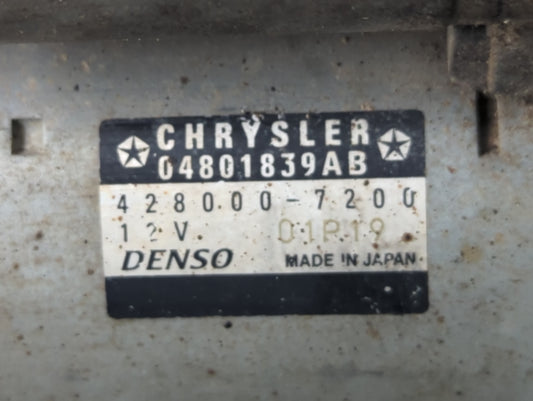 CHRYSLER
04801839AB
428000-7200
12V 01R19
DENSO MADE IN JAPAN